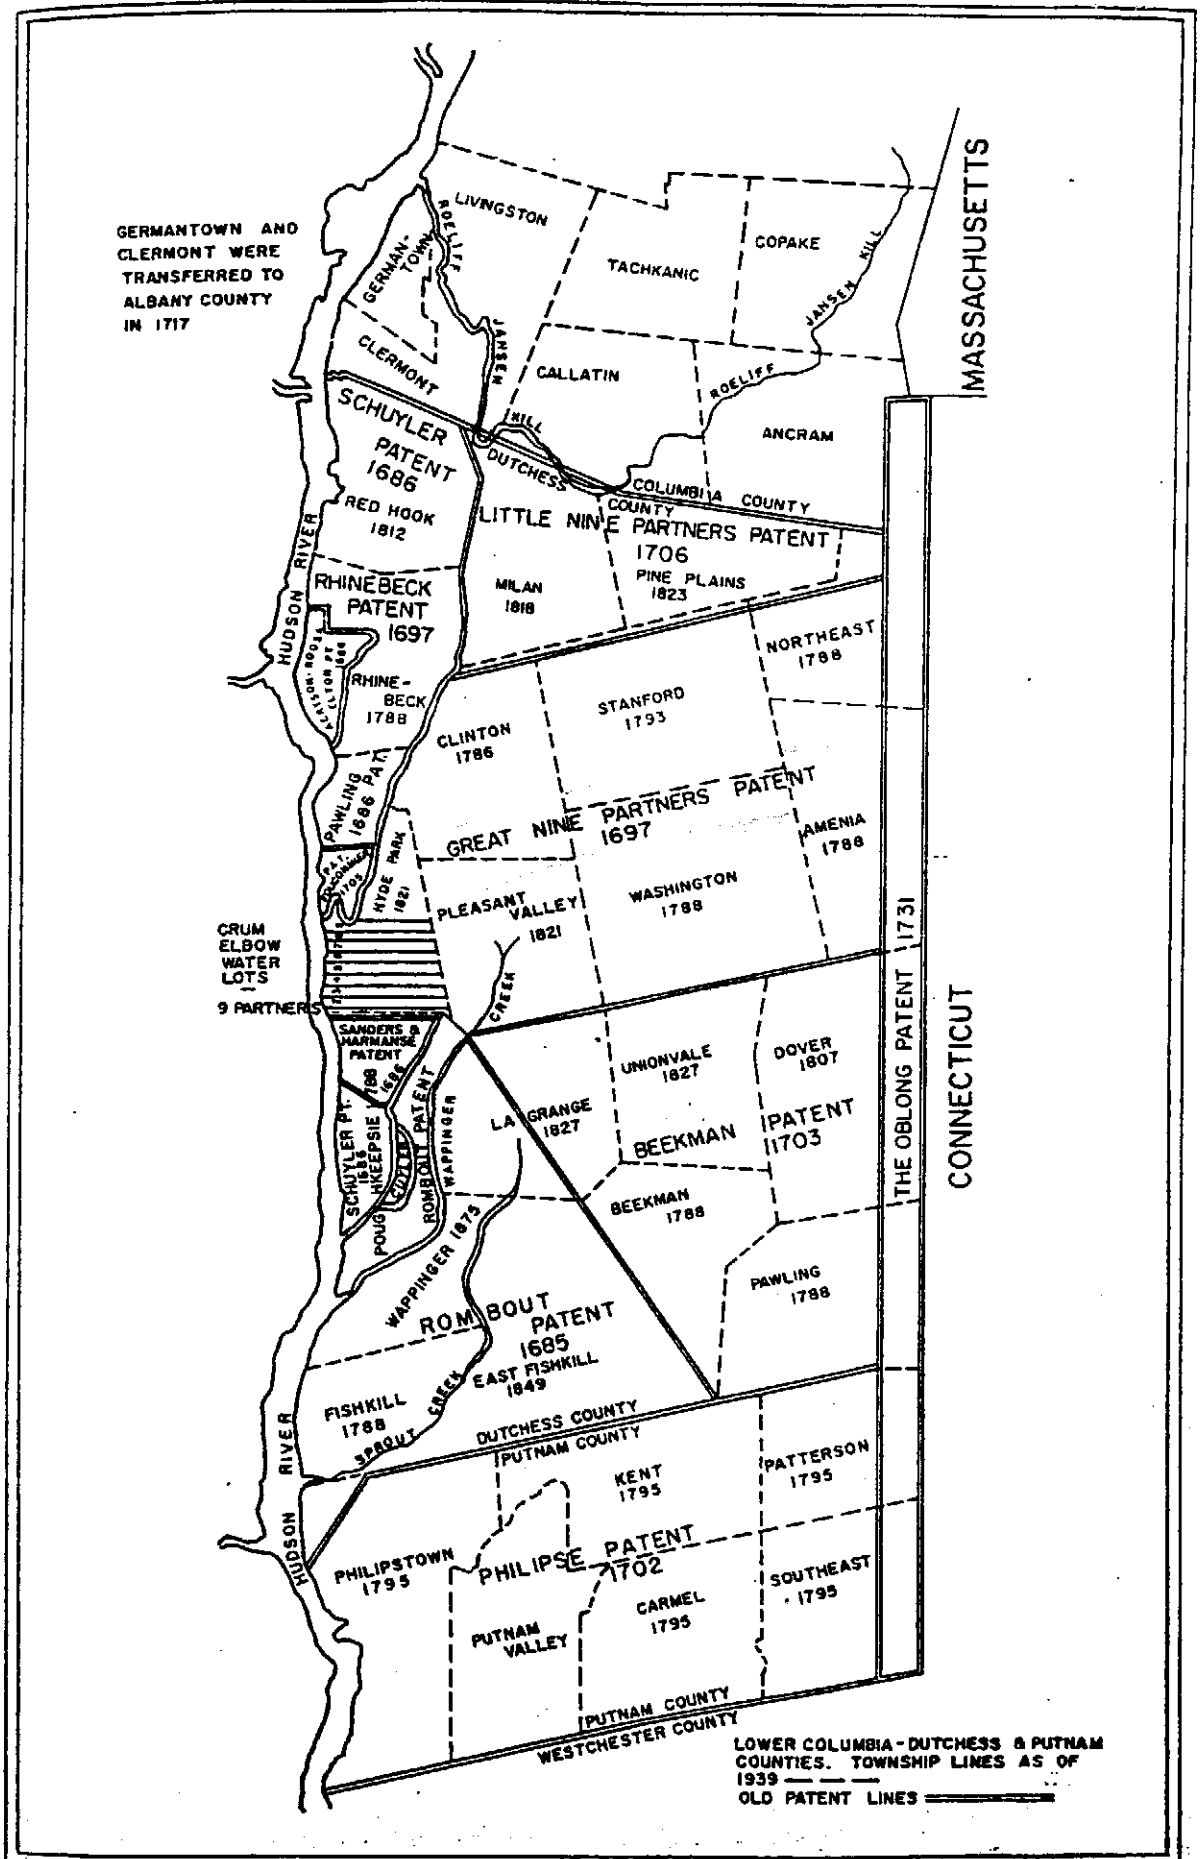 GERMANTOWN AND
CLERMONT WERE
TRANSFERRED TO
ALBANY COUNTY
IN 1717
MASSACHUSETTS
LIVINGSTON
ROELIFF
JANSEN
KILL
GERMAN-
TOWN
TACHKANIC
COPAKE
ROELIFF
JANSEN
KILL
CLERMONT
CALLATIN
ANCRAM
SCHUYLER
PATENT
1686
RED HOOK
1812
DUTCHESS
COUNTY
COLUMBIA COUNTY
LITTLE NINE PARTNERS PATENT
1706
PINE PLAINS
1823
MILAN
1818
HUDSON RIVER
RHINEBECK
PATENT
1697
1686
RHINE-
BECK
1788
NORTHEAST
1788
STANFORD
1793
CLINTON
1786
PAWLING
1686 PAT.
GREAT NINE PARTNERS PATENT
1697
AMENIA
1788
PAT.
1705
HYDE PARK
1821
PLEASANT
VALLEY
1821
WASHINGTON
1788
CRUM
ELBOW
WATER
LOTS
9 PARTNERS
CREEK
THE OBLONG PATENT 1731
CONNECTICUT
SANDERS &
HARMANSE
PATENT
1686
SCHUYLER PT.
1686
POUGHKEEPSIE 1788
CUYLER
ROMBOUT PATENT
WAPPINGER
LA GRANGE
1827
UNIONVALE
1827
DOVER
1807
BEEKMAN PATENT
1703
BEEKMAN
1788
PAWLING
1788
WAPPINGER 1875
ROMBOUT
PATENT
1685
EAST FISHKILL
1849
FISHKILL
1788
SPROUT CREEK
DUTCHESS COUNTY
PUTNAM COUNTY
HUDSON RIVER
KENT
1795
PATTERSON
1795
PHILIPSTOWN
1795
PHILIPSE PATENT
1702
SOUTHEAST
1795
CARMEL
1795
PUTNAM
VALLEY
PUTNAM COUNTY
WESTCHESTER COUNTY
LOWER COLUMBIA-DUTCHESS & PUTNAM
COUNTIES. TOWNSHIP LINES AS OF
1939
OLD PATENT LINES